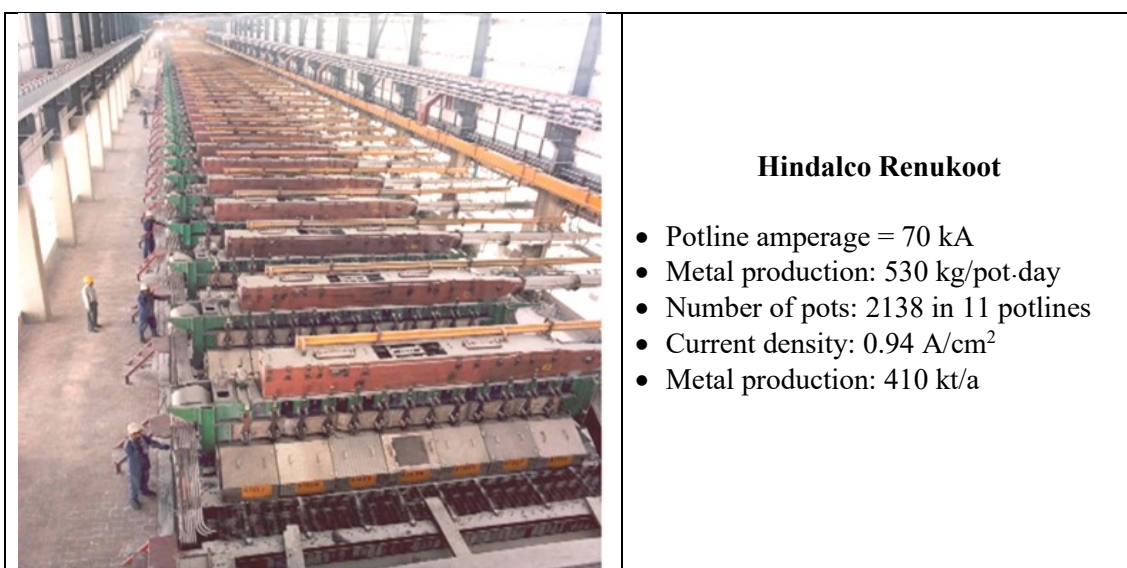 Hindalco Renukoot
• Potline amperage = 70 kA
• Metal production: 530 kg/pot·day
• Number of pots: 2138 in 11 potlines
• Current density: 0.94 A/cm²
• Metal production: 410 kt/a